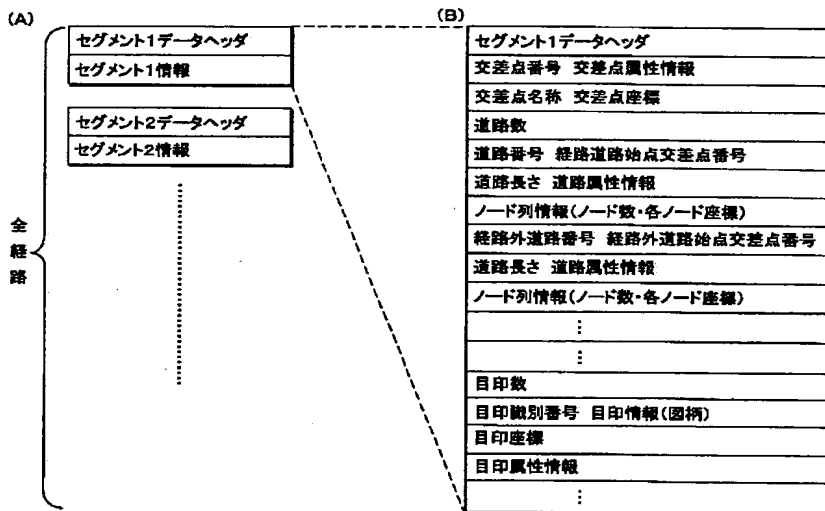 (A)
セグメント1データヘッダ
セグメント1情報
セグメント2データヘッダ
セグメント2情報
全経路
(B)
セグメント1データヘッダ
交差点番号 交差点属性情報
交差点名称 交差点座標
道路数
道路番号 経路道路始点交差点番号
道路長さ 道路属性情報
ノード列情報(ノード数・各ノード座標)
経路外道路番号 経路外道路始点交差点番号
道路長さ 道路属性情報
ノード列情報(ノード数・各ノード座標)
目印数
目印識別番号 目印情報(図柄)
目印座標
目印属性情報